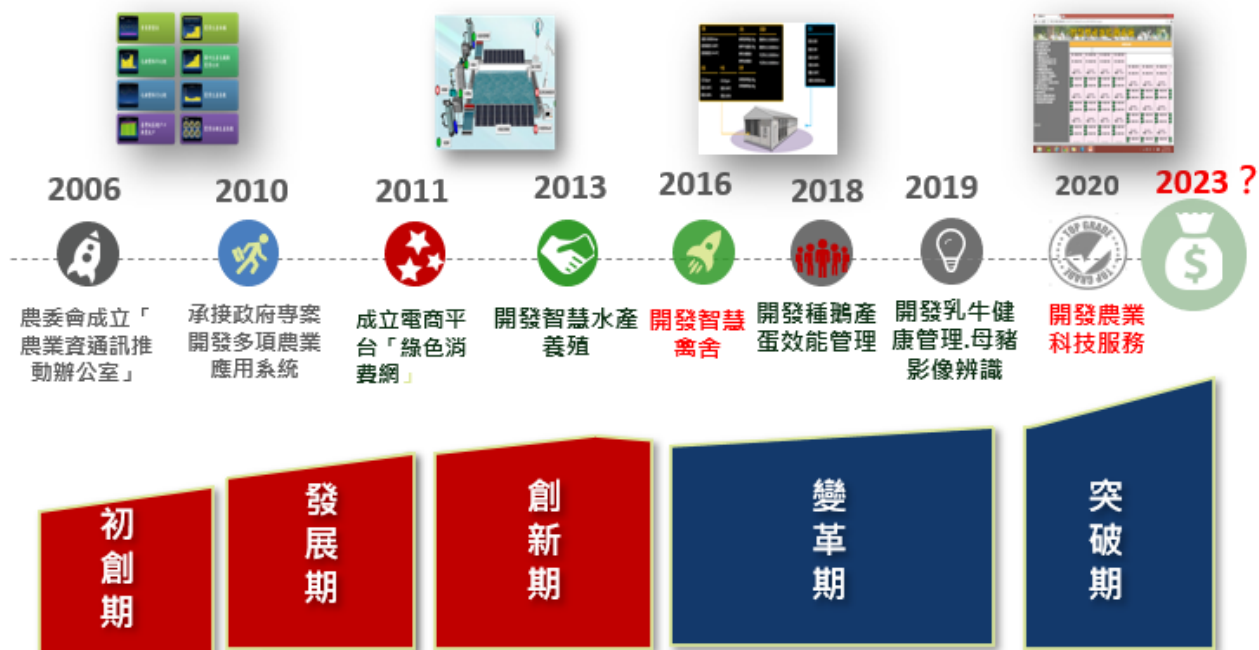 2006
2010
2011
2013
2016
2018
2019
2020
2023 ?
TOP GRADE
TOP GRADE
$
農委會成立「
農業資通訊推
動辦公室」
承接政府專案
開發多項農業
應用系統
成立電商平
台「綠色消
費網」
開發智慧水產
養殖
開發智慧
禽舍
開發種鵝產
蛋效能管理
開發乳牛健
康管理.母豬
影像辨識
開發農業
科技服務
初創期
發展期
創新期
變革期
突破期